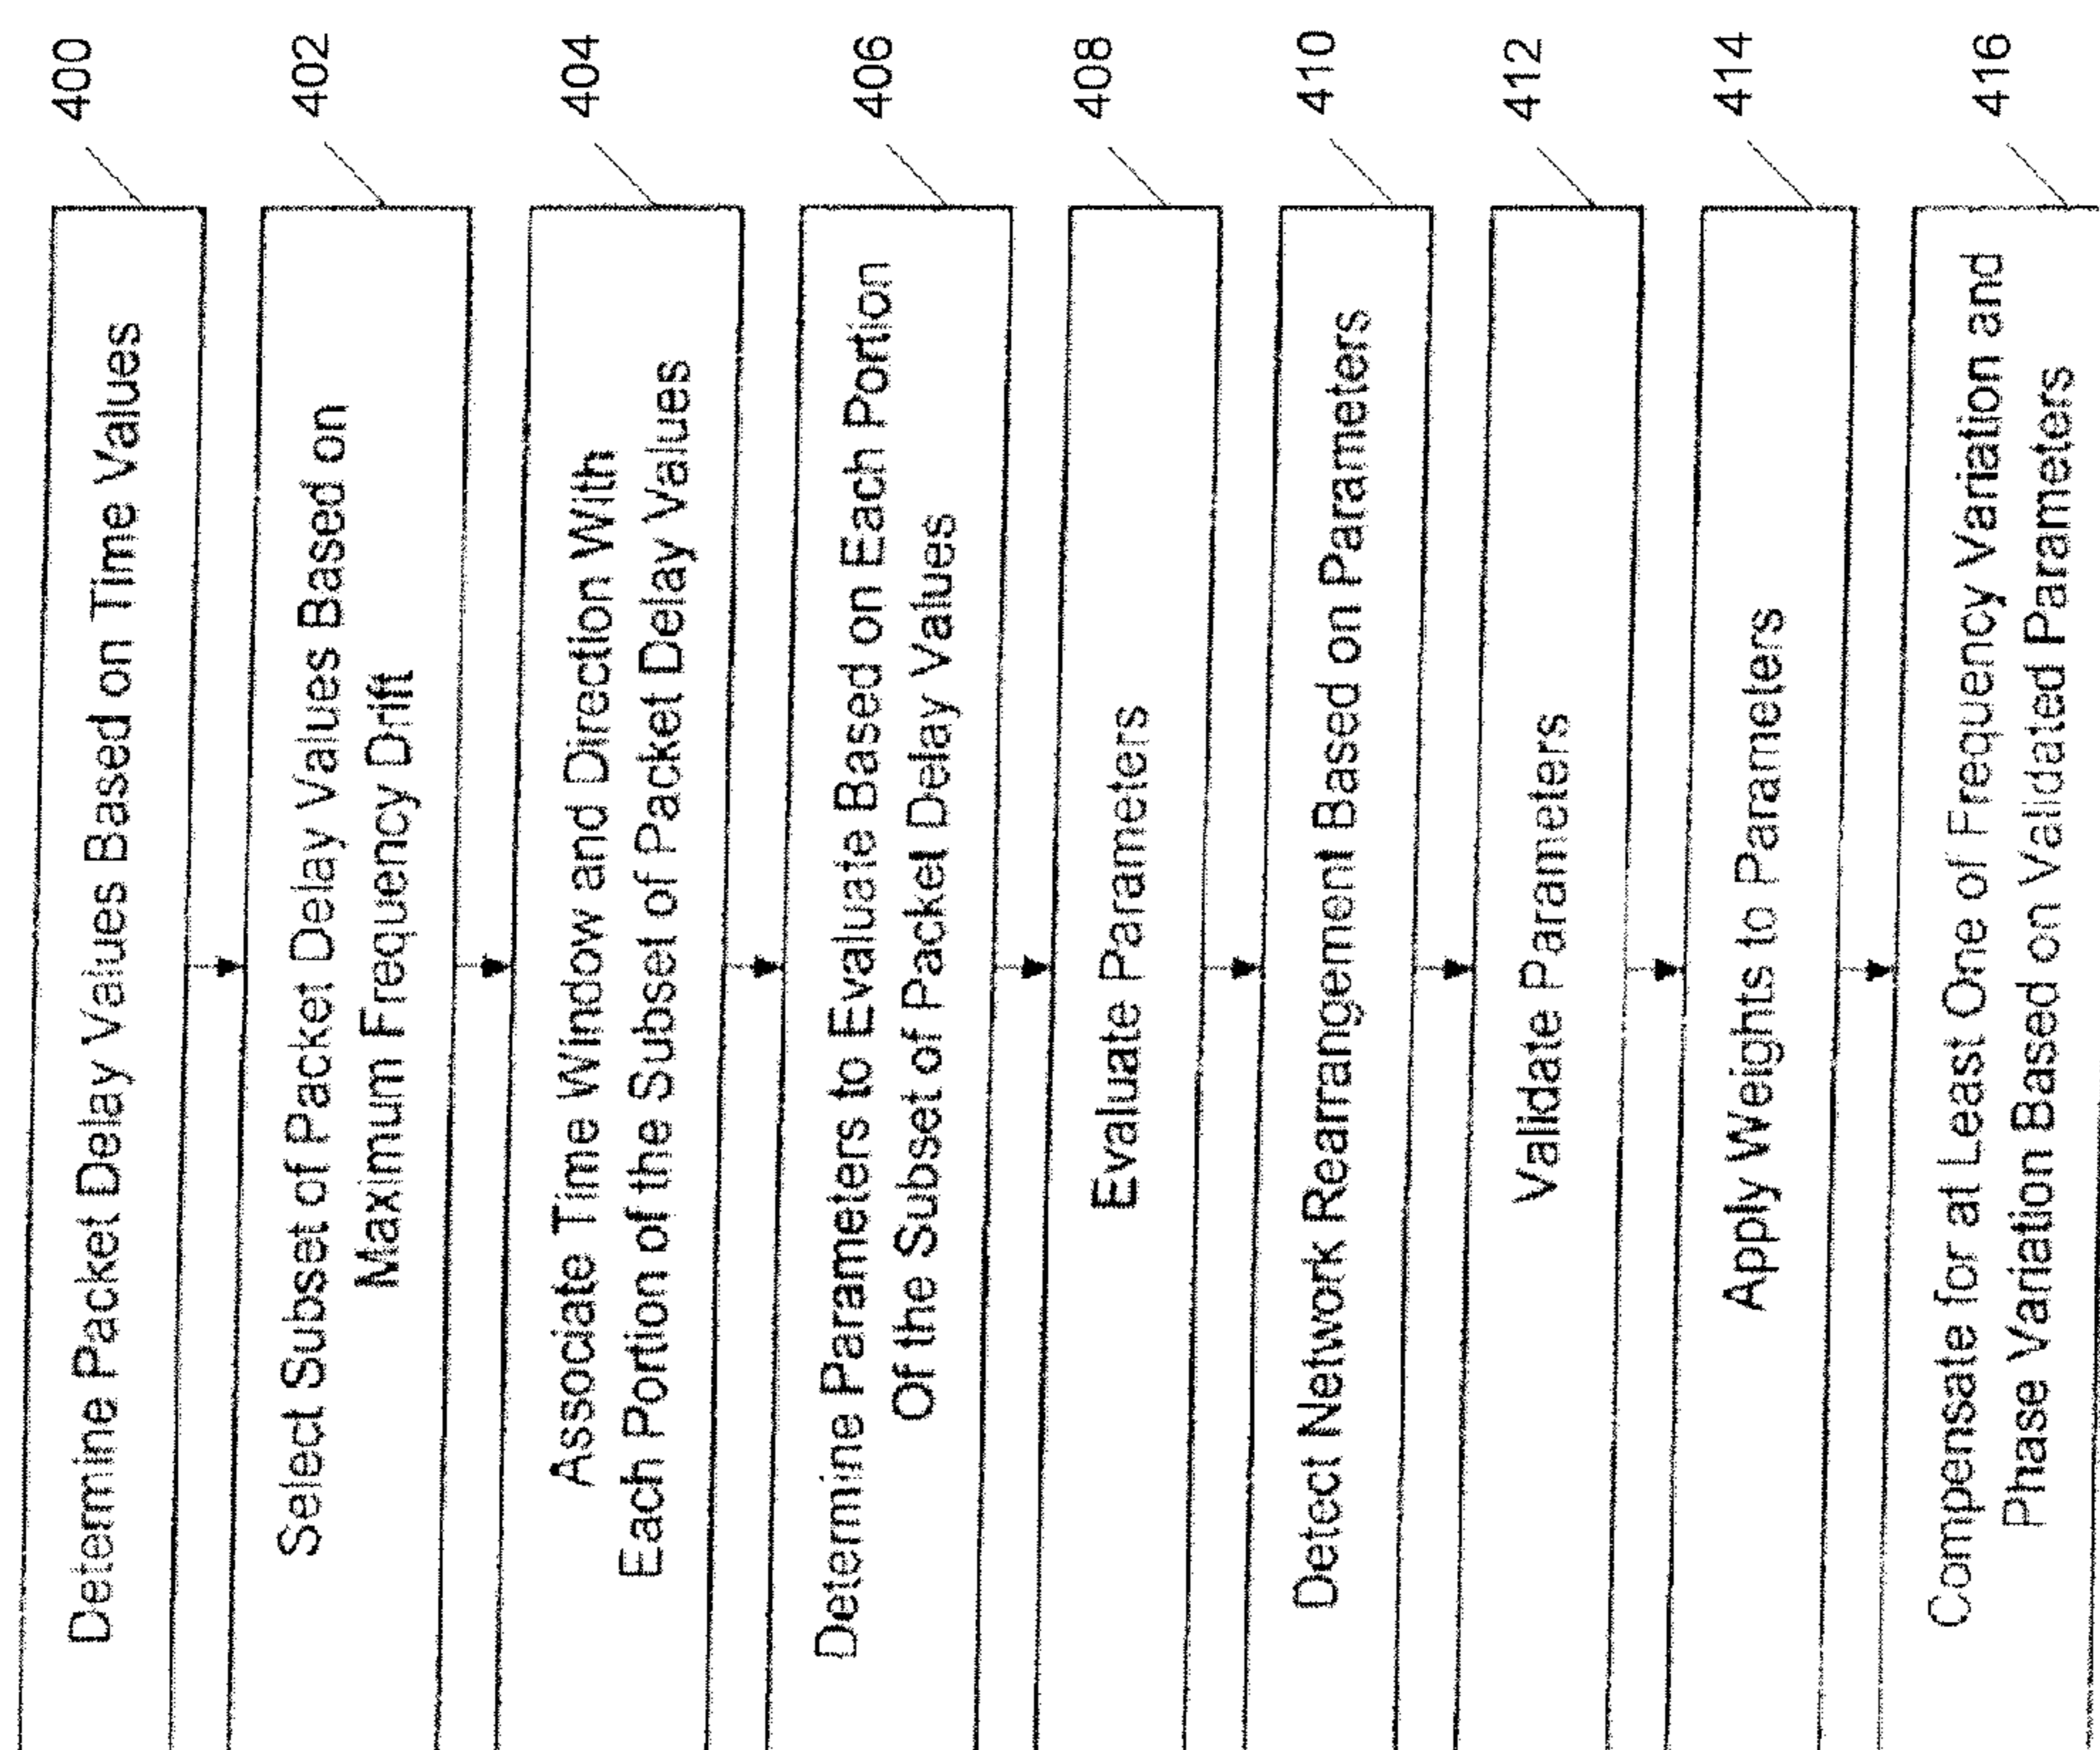 400
Determine Packet Delay Values Based on Time Values
402
Select Subset of Packet Delay Values Based on
Maximum Frequency Drift
404
Associate Time Window and Direction With
Each Portion of the Subset of Packet Delay Values
406
Determine Parameters to Evaluate Based on Each Portion
Of the Subset of Packet Delay Values
408
Evaluate Parameters
410
Detect Network Rearrangement Based on Parameters
412
Validate Parameters
414
Apply Weights to Parameters
416
Compensate for at Least One of Frequency Variation and
Phase Variation Based on Validated Parameters